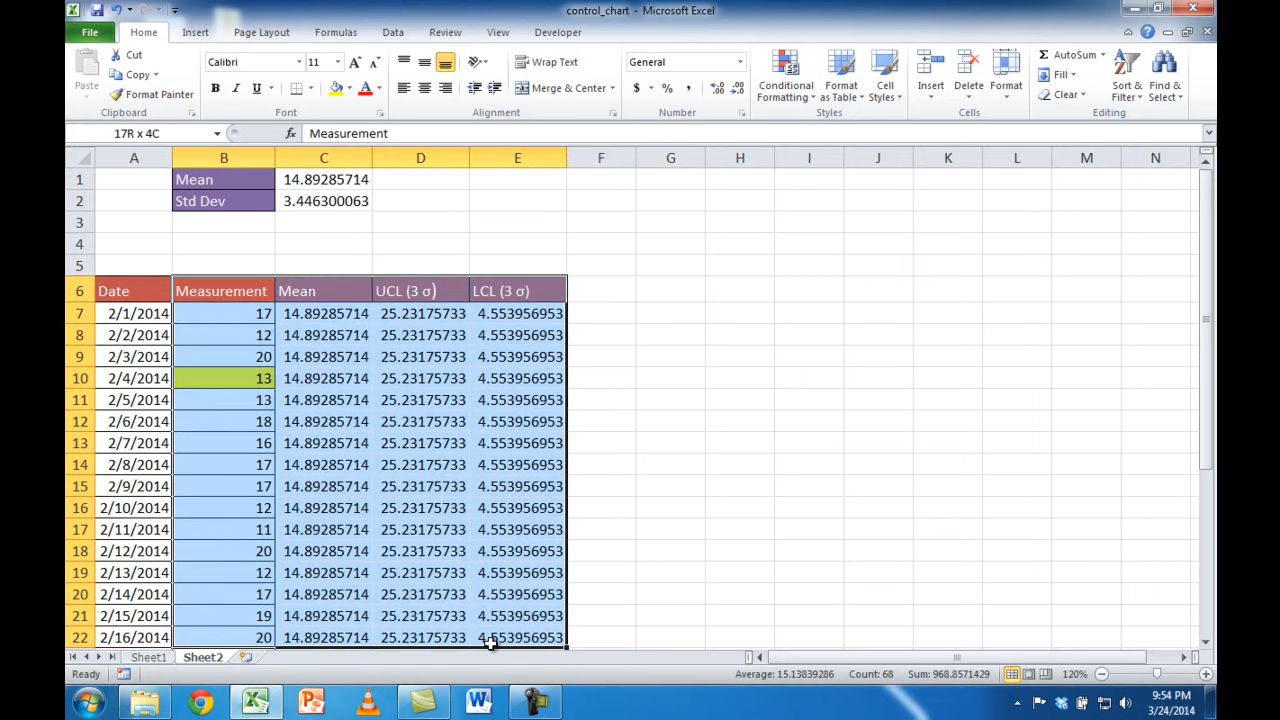 control_chart - Microsoft Excel
File Home Insert Page Layout Formulas Data Review View Developer
Paste
Cut
Copy
Format Painter
Clipboard
Calibri 11 A A
B I U A
Font
Wrap Text
Merge & Center
Alignment
General
$ % ,
Number
Conditional Formatting
Format as Table
Cell Styles
Styles
Insert
Delete
Format
Cells
Σ AutoSum
Fill
Clear
Sort & Filter
Find & Select
Editing
17R x 4C fx Measurement
A B C D E F G H I J K L M N
1 Mean 14.89285714
2 Std Dev 3.446300063
3
4
5
6 Date Measurement Mean UCL (3 σ) LCL (3 σ)
7 2/1/2014 17 14.89285714 25.23175733 4.553956953
8 2/2/2014 12 14.89285714 25.23175733 4.553956953
9 2/3/2014 20 14.89285714 25.23175733 4.553956953
10 2/4/2014 13 14.89285714 25.23175733 4.553956953
11 2/5/2014 13 14.89285714 25.23175733 4.553956953
12 2/6/2014 18 14.89285714 25.23175733 4.553956953
13 2/7/2014 16 14.89285714 25.23175733 4.553956953
14 2/8/2014 17 14.89285714 25.23175733 4.553956953
15 2/9/2014 17 14.89285714 25.23175733 4.553956953
16 2/10/2014 12 14.89285714 25.23175733 4.553956953
17 2/11/2014 11 14.89285714 25.23175733 4.553956953
18 2/12/2014 20 14.89285714 25.23175733 4.553956953
19 2/13/2014 12 14.89285714 25.23175733 4.553956953
20 2/14/2014 17 14.89285714 25.23175733 4.553956953
21 2/15/2014 19 14.89285714 25.23175733 4.553956953
22 2/16/2014 20 14.89285714 25.23175733 4.553956953
Sheet1 Sheet2
Ready Average: 15.13839286 Count: 68 Sum: 968.8571429 120%
9:54 PM
3/24/2014